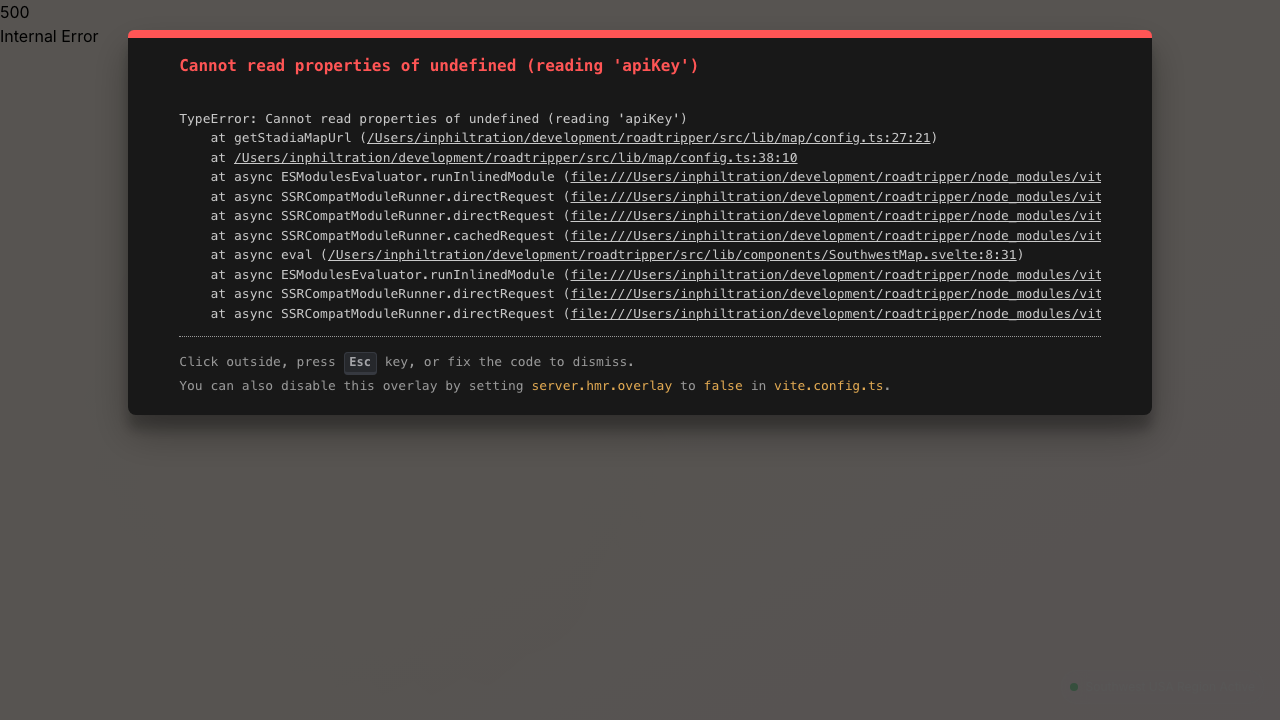 500
Internal Error
Cannot read properties of undefined (reading 'apiKey')
TypeError: Cannot read properties of undefined (reading 'apiKey')
at getStadiaMapUrl (/Users/inphiltration/development/roadtripper/src/lib/map/config.ts:27:21)
at /Users/inphiltration/development/roadtripper/src/lib/map/config.ts:38:10
at async ESModulesEvaluator.runInlinedModule (file:///Users/inphiltration/development/roadtripper/node_modules/vit
at async SSRCompatModuleRunner.directRequest (file:///Users/inphiltration/development/roadtripper/node_modules/vit
at async SSRCompatModuleRunner.directRequest (file:///Users/inphiltration/development/roadtripper/node_modules/vit
at async SSRCompatModuleRunner.cachedRequest (file:///Users/inphiltration/development/roadtripper/node_modules/vit
at async eval (/Users/inphiltration/development/roadtripper/src/lib/components/SouthwestMap.svelte:8:31)
at async ESModulesEvaluator.runInlinedModule (file:///Users/inphiltration/development/roadtripper/node_modules/vit
at async SSRCompatModuleRunner.directRequest (file:///Users/inphiltration/development/roadtripper/node_modules/vit
at async SSRCompatModuleRunner.directRequest (file:///Users/inphiltration/development/roadtripper/node_modules/vit
Click outside, press Esc key, or fix the code to dismiss.
You can also disable this overlay by setting server.hmr.overlay to false in vite.config.ts.